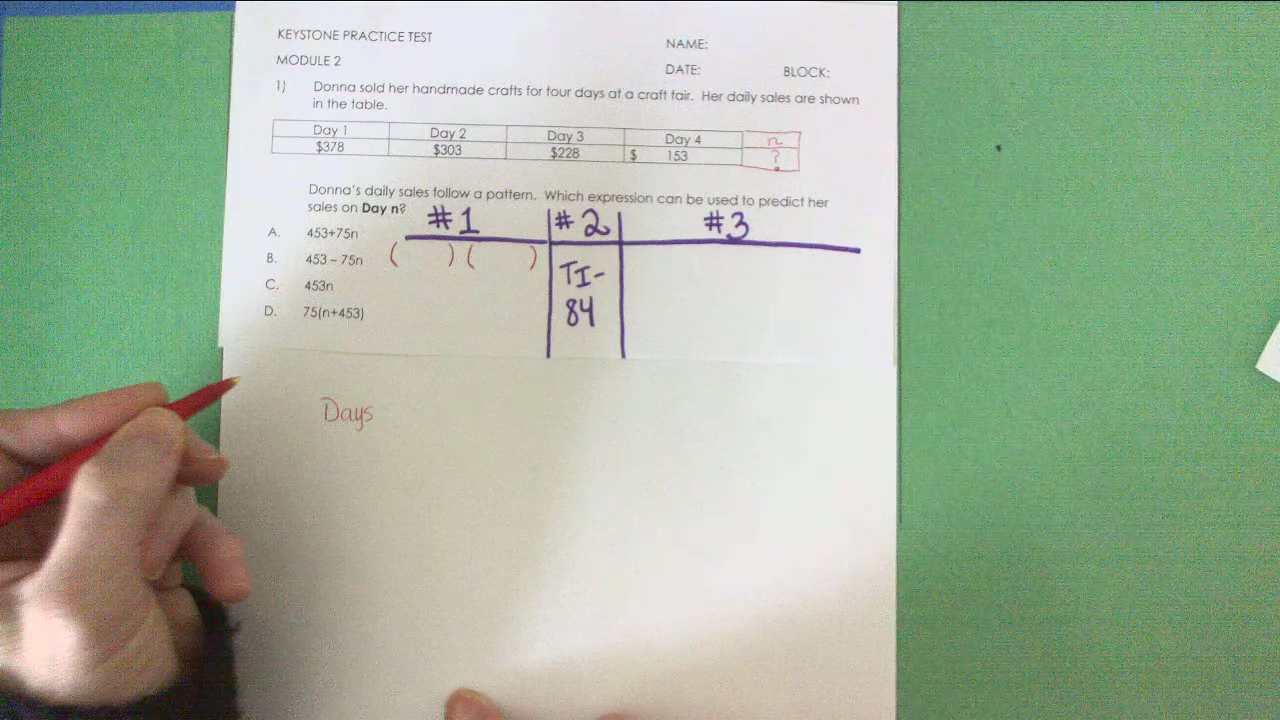 KEYSTONE PRACTICE TEST
NAME:
MODULE 2
DATE: BLOCK:
1) Donna sold her handmade crafts for four days at a craft fair. Her daily sales are shown
in the table.
Day 1 Day 2 Day 3 Day 4 n
$378 $303 $228 $ 153 ?
Donna's daily sales follow a pattern. Which expression can be used to predict her
sales on Day n?
#1 #2 #3
A. 453+75n
B. 453 – 75n ( ) ( )
TI-
C. 453n
84
D. 75(n+453)
Days